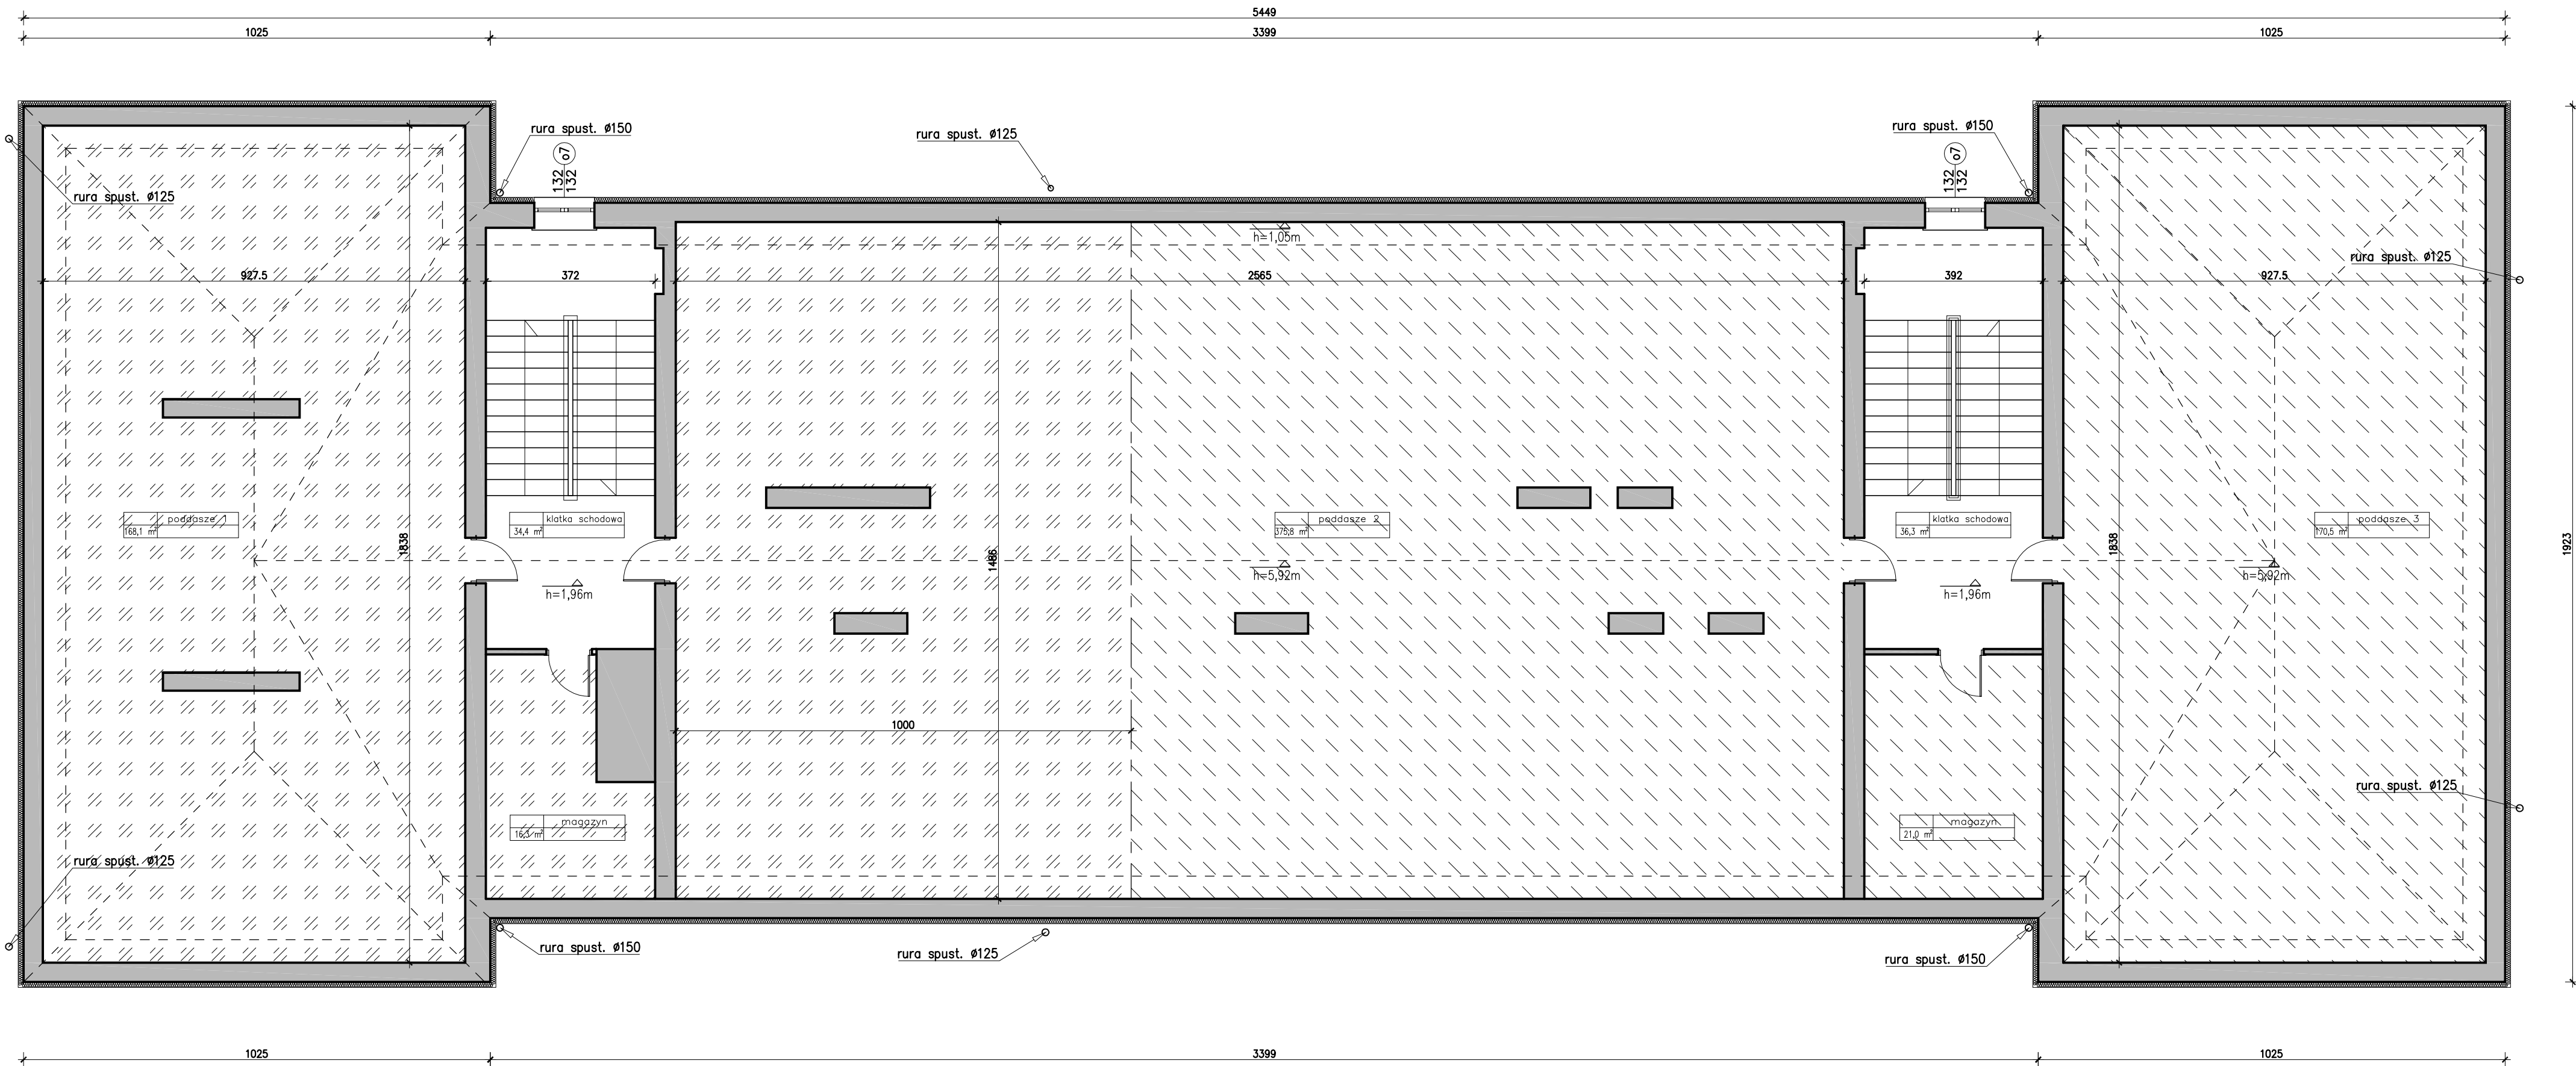 5449
1025
3399
1025
rura spust. ø150
rura spust. ø125
rura spust. ø150
o7
132
132
o7
132
132
rura spust. ø125
h=1,05m
rura spust. ø125
927.5
372
2565
392
927.5
poddasze 1
168,1 m²
klatka schodowa
34,4 m²
poddasze 2
375,8 m²
klatka schodowa
36,3 m²
poddasze 3
170,5 m²
1838
1486
1838
1923
h=1,96m
h=5,92m
h=1,96m
h=5,92m
1000
rura spust. ø125
magazyn
16,3 m²
magazyn
21,0 m²
rura spust. ø125
rura spust. ø150
rura spust. ø125
rura spust. ø150
1025
3399
1025